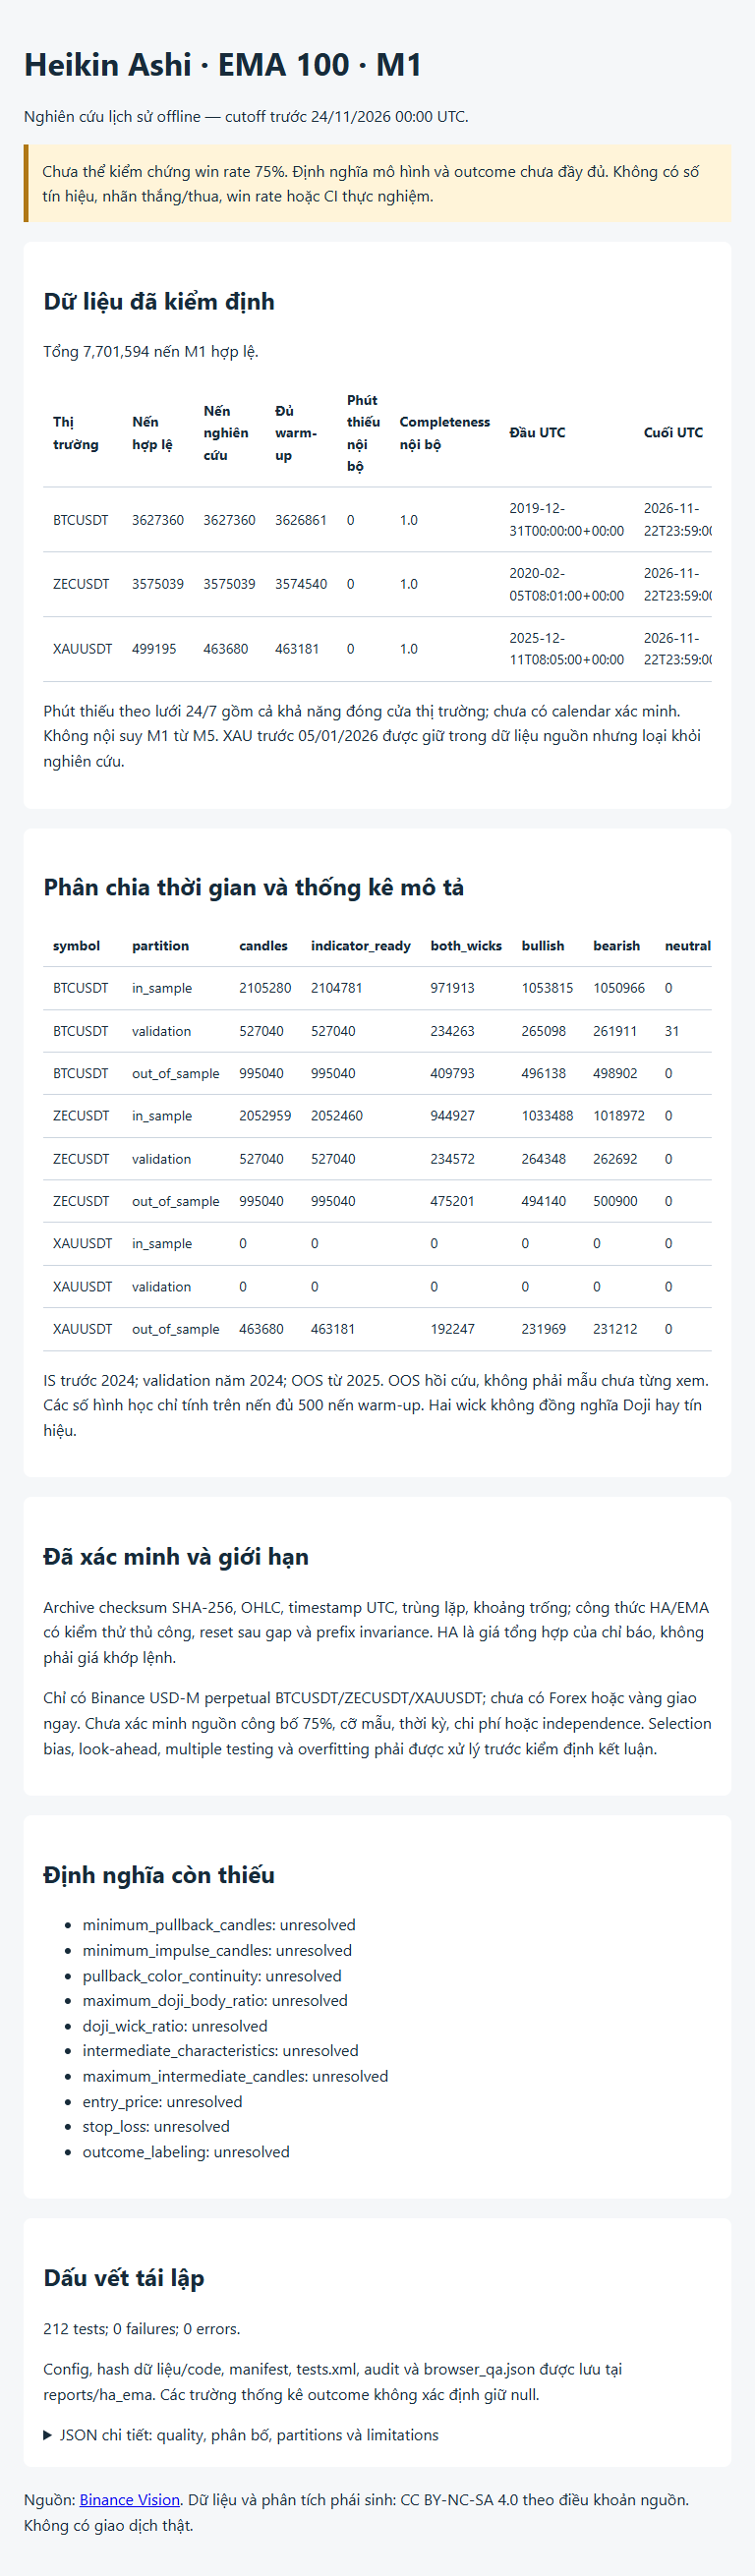 Heikin Ashi · EMA 100 · M1
Nghiên cứu lịch sử offline — cutoff trước 24/11/2026 00:00 UTC.
Chưa thể kiểm chứng win rate 75%. Định nghĩa mô hình và outcome chưa đầy đủ. Không có số
tín hiệu, nhãn thắng/thua, win rate hoặc CI thực nghiệm.
Dữ liệu đã kiểm định
Tổng 7,701,594 nến M1 hợp lệ.
Thị trường Nến hợp lệ Nến nghiên cứu Đủ warm-up Phút thiếu nội bộ Completeness nội bộ Đầu UTC Cuối UTC
BTCUSDT 3627360 3627360 3626861 0 1.0 2019-12-31T00:00:00+00:00 2026-11-22T23:59:00
ZECUSDT 3575039 3575039 3574540 0 1.0 2020-02-05T08:01:00+00:00 2026-11-22T23:59:00
XAUUSDT 499195 463680 463181 0 1.0 2025-12-11T08:05:00+00:00 2026-11-22T23:59:00
Phút thiếu theo lưới 24/7 gồm cả khả năng đóng cửa thị trường; chưa có calendar xác minh.
Không nội suy M1 từ M5. XAU trước 05/01/2026 được giữ trong dữ liệu nguồn nhưng loại khỏi
nghiên cứu.
Phân chia thời gian và thống kê mô tả
symbol partition candles indicator_ready both_wicks bullish bearish neutral
BTCUSDT in_sample 2105280 2104781 971913 1053815 1050966 0
BTCUSDT validation 527040 527040 234263 265098 261911 31
BTCUSDT out_of_sample 995040 995040 409793 496138 498902 0
ZECUSDT in_sample 2052959 2052460 944927 1033488 1018972 0
ZECUSDT validation 527040 527040 234572 264348 262692 0
ZECUSDT out_of_sample 995040 995040 475201 494140 500900 0
XAUUSDT in_sample 0 0 0 0 0 0
XAUUSDT validation 0 0 0 0 0 0
XAUUSDT out_of_sample 463680 463181 192247 231969 231212 0
IS trước 2024; validation năm 2024; OOS từ 2025. OOS hồi cứu, không phải mẫu chưa từng xem.
Các số hình học chỉ tính trên nến đủ 500 nến warm-up. Hai wick không đồng nghĩa Doji hay tín
hiệu.
Đã xác minh và giới hạn
Archive checksum SHA-256, OHLC, timestamp UTC, trùng lặp, khoảng trống; công thức HA/EMA
có kiểm thử thủ công, reset sau gap và prefix invariance. HA là giá tổng hợp của chỉ báo, không
phải giá khớp lệnh.
Chỉ có Binance USD-M perpetual BTCUSDT/ZECUSDT/XAUUSDT; chưa có Forex hoặc vàng giao
ngay. Chưa xác minh nguồn công bố 75%, cỡ mẫu, thời kỳ, chi phí hoặc independence. Selection
bias, look-ahead, multiple testing và overfitting phải được xử lý trước kiểm định kết luận.
Định nghĩa còn thiếu
• minimum_pullback_candles: unresolved
• minimum_impulse_candles: unresolved
• pullback_color_continuity: unresolved
• maximum_doji_body_ratio: unresolved
• doji_wick_ratio: unresolved
• intermediate_characteristics: unresolved
• maximum_intermediate_candles: unresolved
• entry_price: unresolved
• stop_loss: unresolved
• outcome_labeling: unresolved
Dấu vết tái lập
212 tests; 0 failures; 0 errors.
Config, hash dữ liệu/code, manifest, tests.xml, audit và browser_qa.json được lưu tại
reports/ha_ema. Các trường thống kê outcome không xác định giữ null.
▶ JSON chi tiết: quality, phân bố, partitions và limitations
Nguồn: Binance Vision. Dữ liệu và phân tích phái sinh: CC BY-NC-SA 4.0 theo điều khoản nguồn.
Không có giao dịch thật.